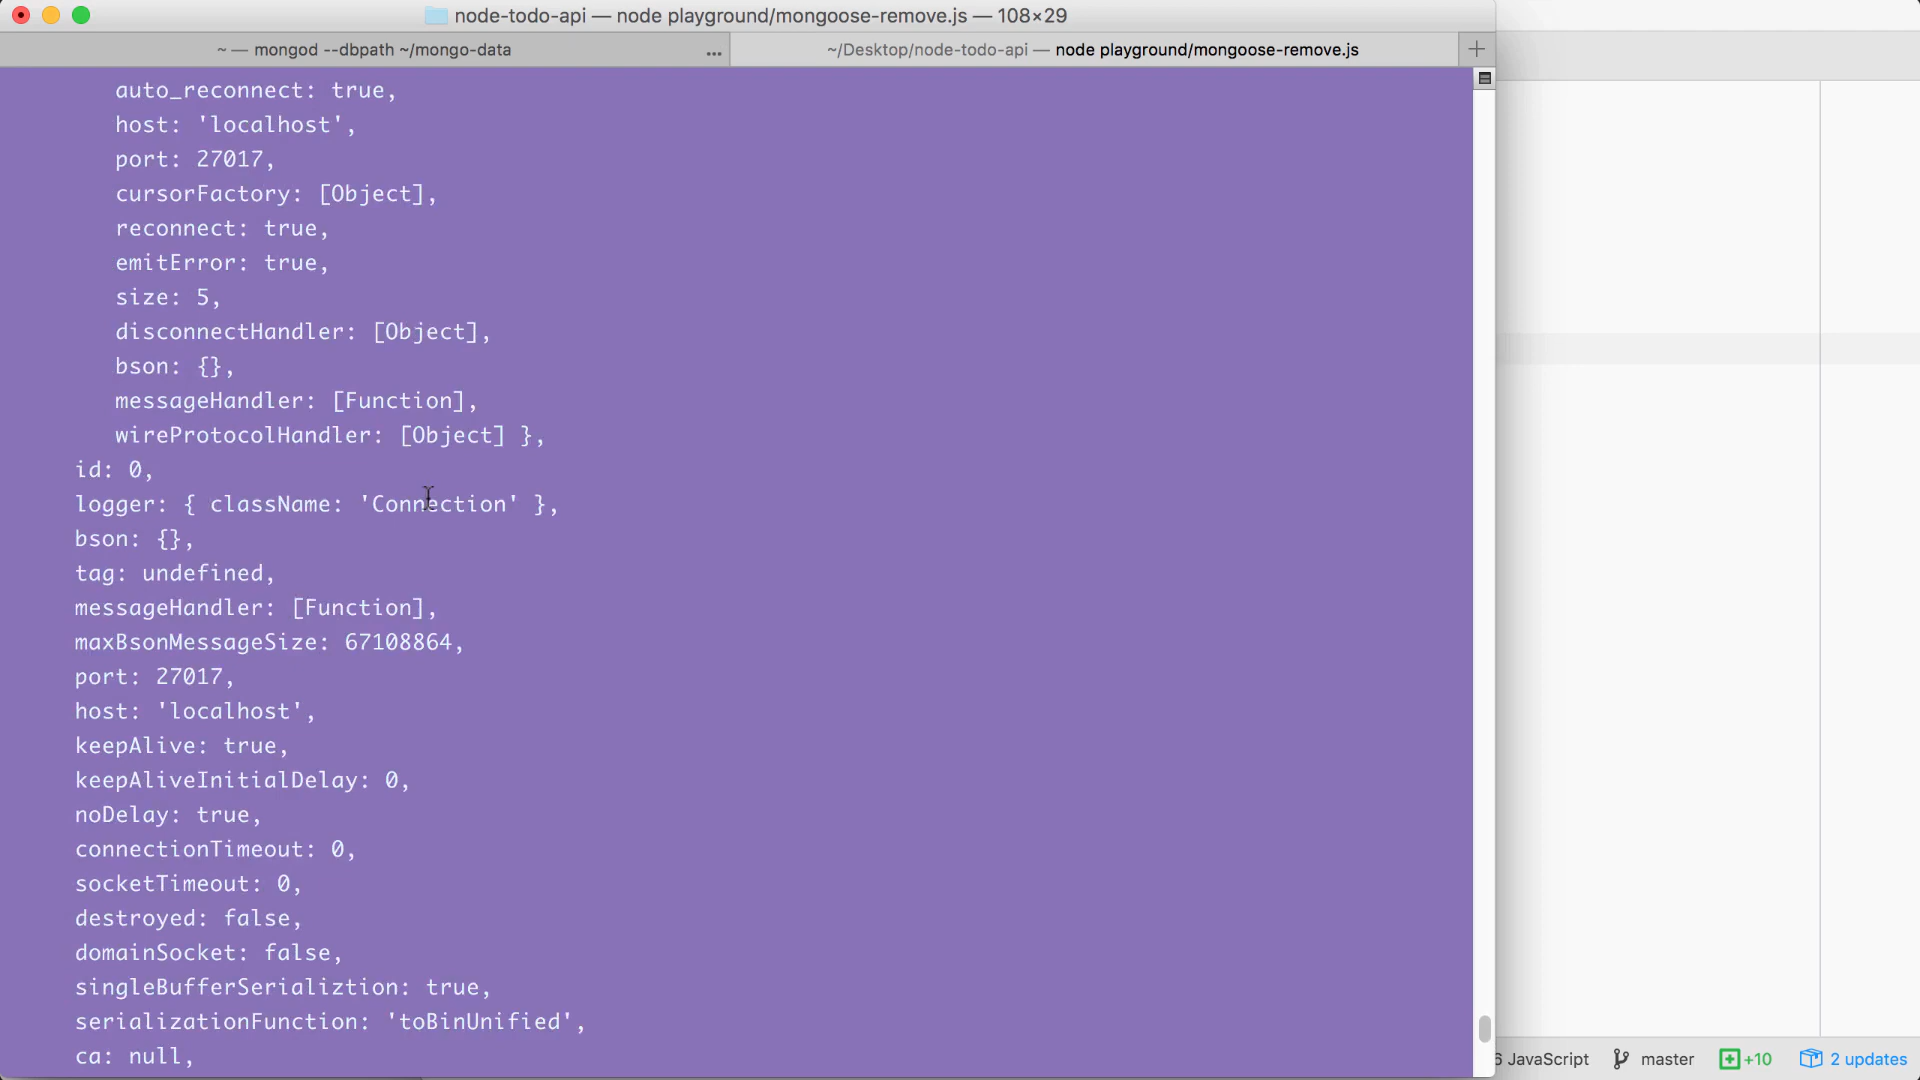 node-todo-api — node playground/mongoose-remove.js — 108×29
~ — mongod --dbpath ~/mongo-data ...
~/Desktop/node-todo-api — node playground/mongoose-remove.js
auto_reconnect: true,
host: 'localhost',
port: 27017,
cursorFactory: [Object],
reconnect: true,
emitError: true,
size: 5,
disconnectHandler: [Object],
bson: {},
messageHandler: [Function],
wireProtocolHandler: [Object] },
id: 0,
logger: { className: 'Connection' },
bson: {},
tag: undefined,
messageHandler: [Function],
maxBsonMessageSize: 67108864,
port: 27017,
host: 'localhost',
keepAlive: true,
keepAliveInitialDelay: 0,
noDelay: true,
connectionTimeout: 0,
socketTimeout: 0,
destroyed: false,
domainSocket: false,
singleBufferSerializtion: true,
serializationFunction: 'toBinUnified',
ca: null,
6 JavaScript master +10 2 updates